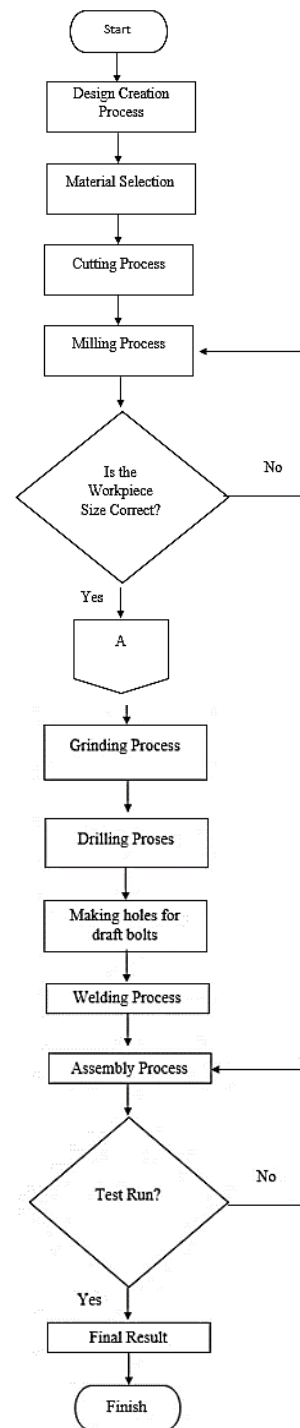 Start
Design Creation
Process
Material Selection
Cutting Process
Milling Process
Is the
Workpiece
Size Correct?
No
Yes
A
Grinding Process
Drilling Proses
Making holes for
draft bolts
Welding Process
Assembly Process
Test Run?
No
Yes
Final Result
Finish